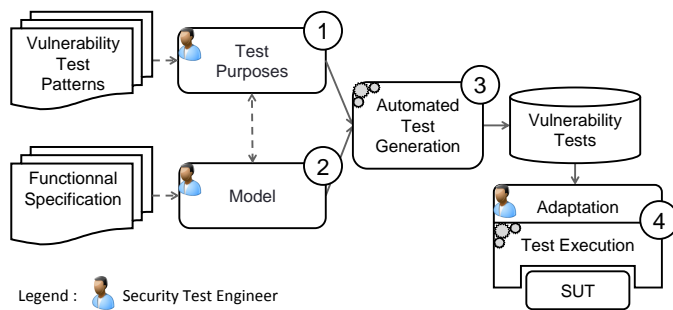 Vulnerability
Test
Patterns
Test
Purposes
1
Functionnal
Specification
Model
2
Automated
Test
Generation
3
Vulnerability
Tests
Adaptation
4
Test Execution
SUT
Legend :
Security Test Engineer